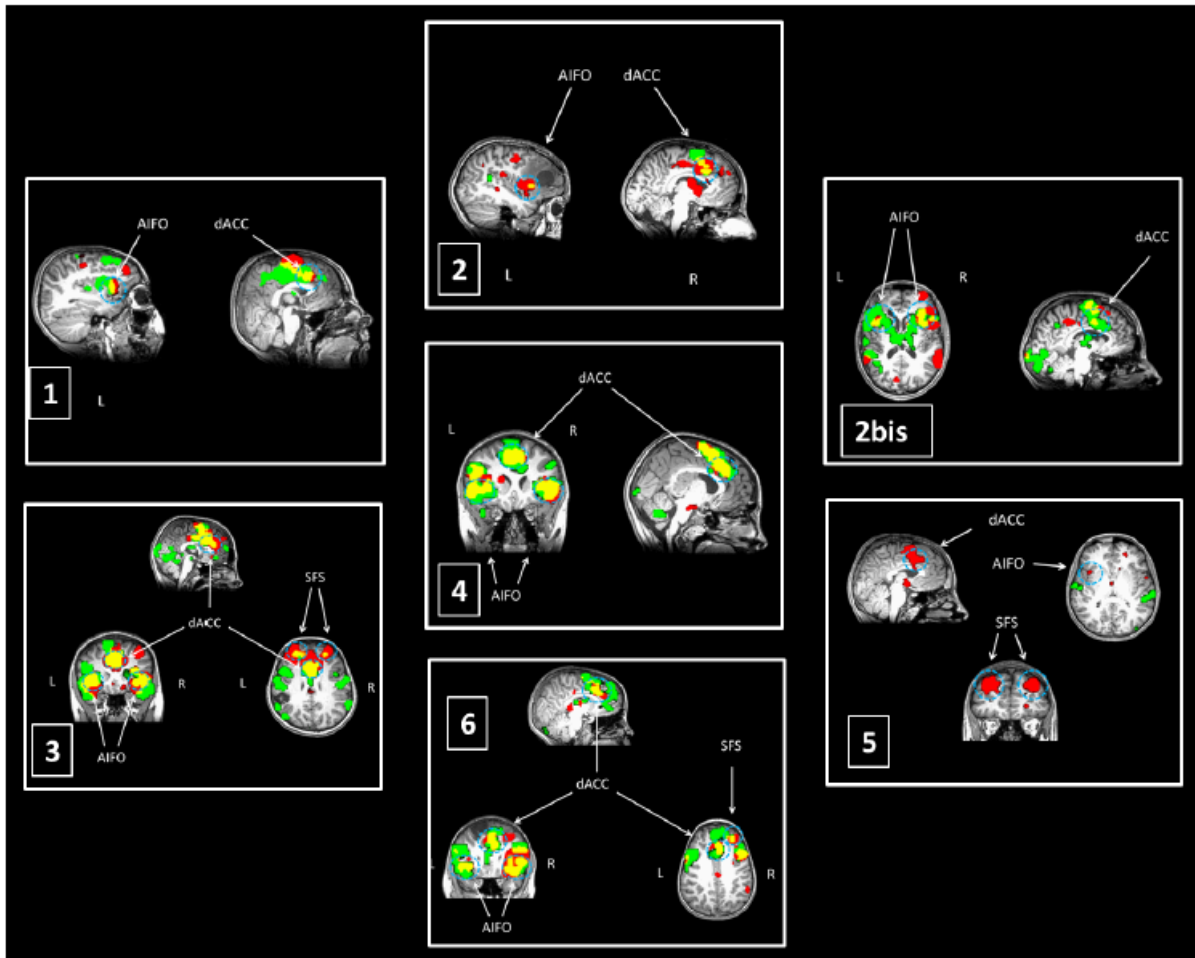 AIFO dACC
2
L R
AIFO dACC
1
L
AIFO
dACC
L R
2bis
dACC
L R
4
AIFO
SFS
dACC
L R L R
3
AIFO
dACC
AIFO
SFS
5
6
SFS
dACC
L R L R
AIFO